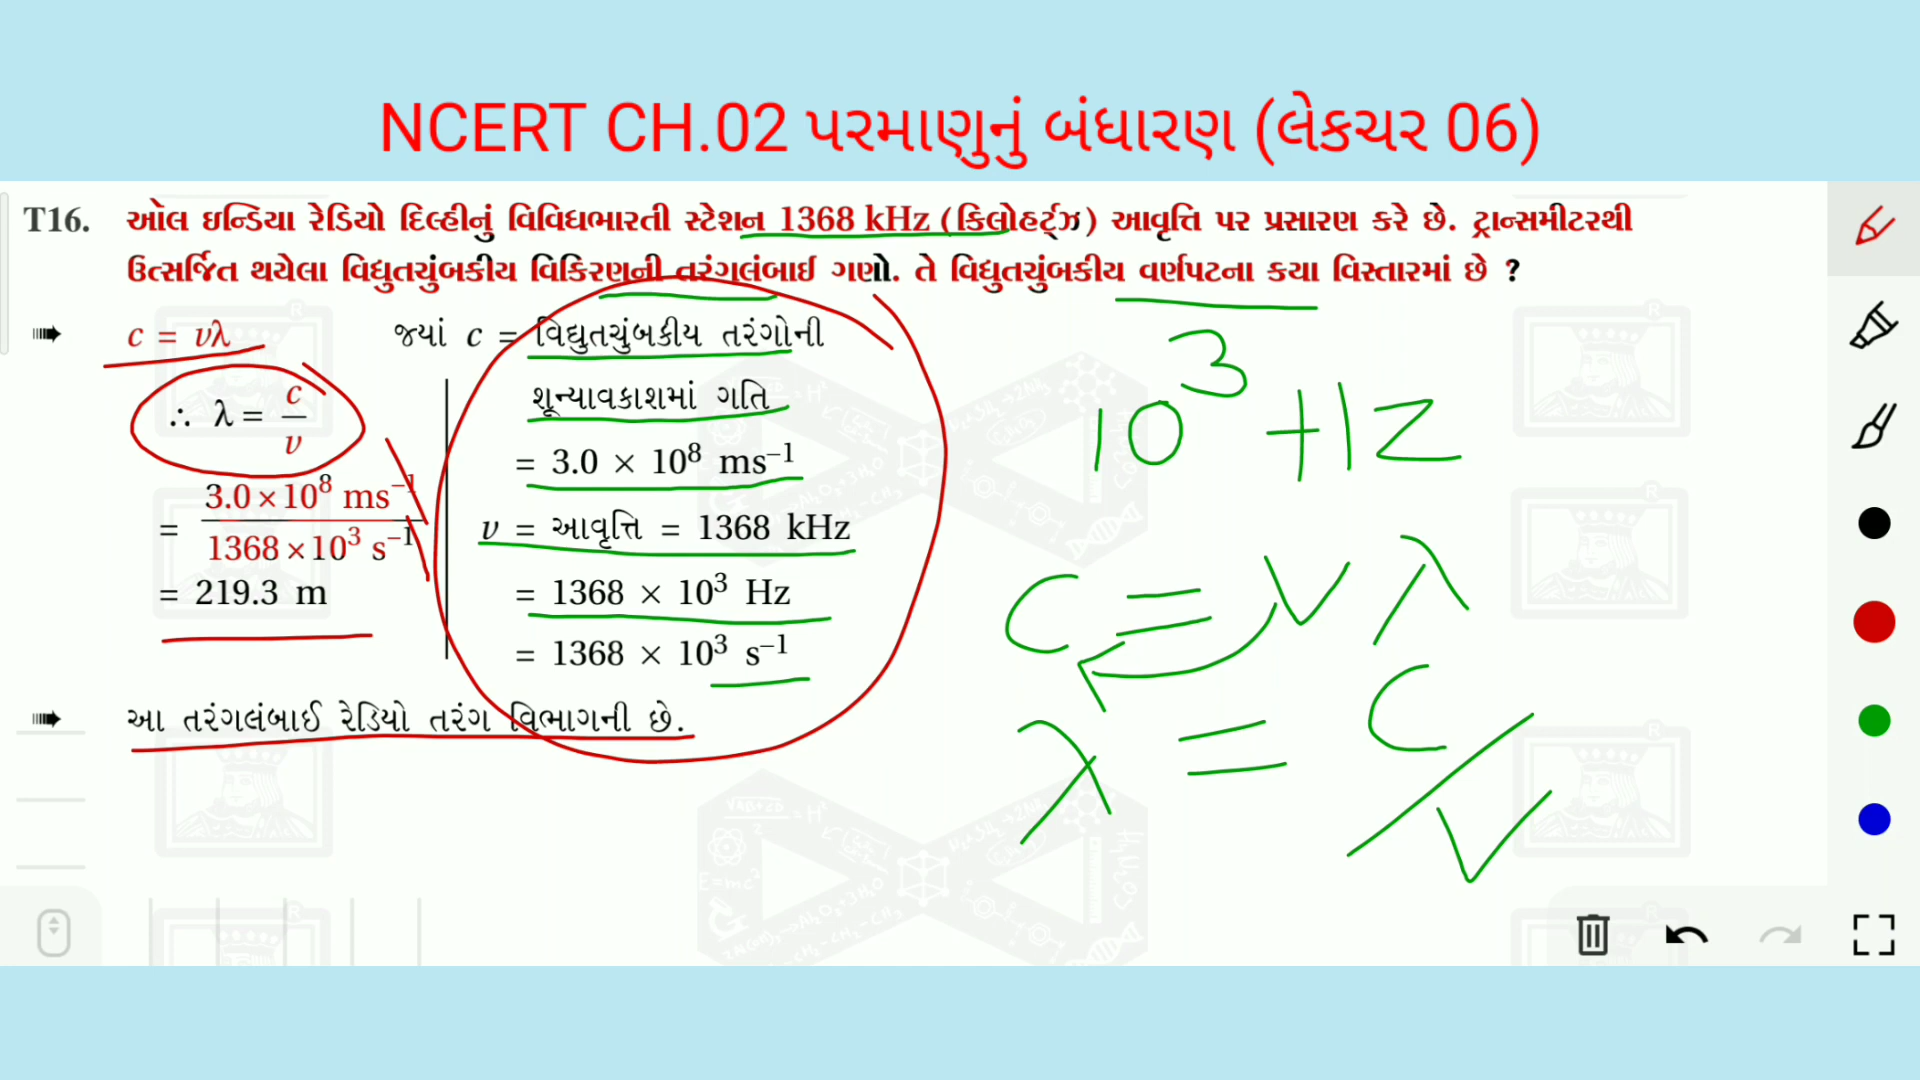 NCERT CH.02 પરમાણુનું બંધારણ (લેકચર 06)
T16. ઓલ ઇન્ડિયા રેડિયો દિલ્હીનું વિવિધભારતી સ્ટેશન 1368 kHz (કિલોહર્ટ્ઝ) આવૃત્તિ પર પ્રસારણ કરે છે. ટ્રાન્સમીટરથી
ઉત્સર્જિત થયેલા વિદ્યુતચુંબકીય વિકિરણની તરંગલંબાઈ ગણો. તે વિદ્યુતચુંબકીય વર્ણપટના કયા વિસ્તારમાં છે ?
➠ c = νλ
∴ λ = c/ν
= 3.0×10⁸ ms⁻¹ / 1368×10³ s⁻¹
= 219.3 m
જ્યાં c = વિદ્યુતચુંબકીય તરંગોની
શૂન્યાવકાશમાં ગતિ
= 3.0 × 10⁸ ms⁻¹
ν = આવૃત્તિ = 1368 kHz
= 1368 × 10³ Hz
= 1368 × 10³ s⁻¹
➠ આ તરંગલંબાઈ રેડિયો તરંગ વિભાગની છે.
10³ Hz
C = νλ
λ = C/ν